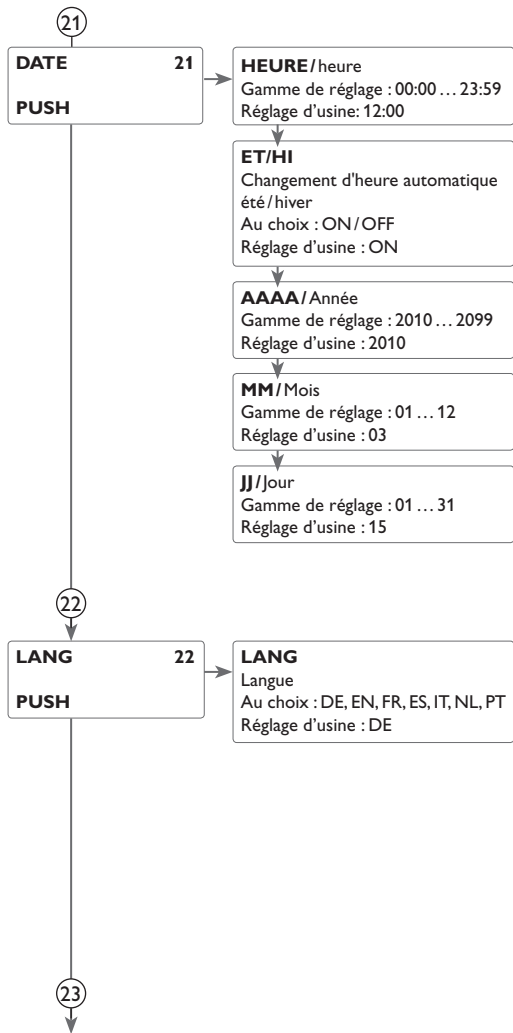 21
DATE 21
PUSH
HEURE/heure
Gamme de réglage : 00:00 … 23:59
Réglage d'usine: 12:00
ET/HI
Changement d'heure automatique
été/hiver
Au choix : ON/OFF
Réglage d'usine : ON
AAAA/Année
Gamme de réglage : 2010 … 2099
Réglage d'usine : 2010
MM/Mois
Gamme de réglage : 01 … 12
Réglage d'usine : 03
JJ/Jour
Gamme de réglage : 01 … 31
Réglage d'usine : 15
22
LANG 22
PUSH
LANG
Langue
Au choix : DE, EN, FR, ES, IT, NL, PT
Réglage d'usine : DE
23